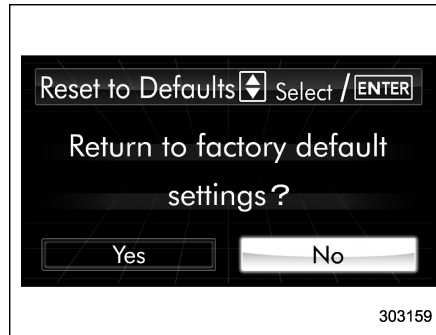 Reset to Defaults Select / ENTER
Return to factory default
settings?
Yes No
303159